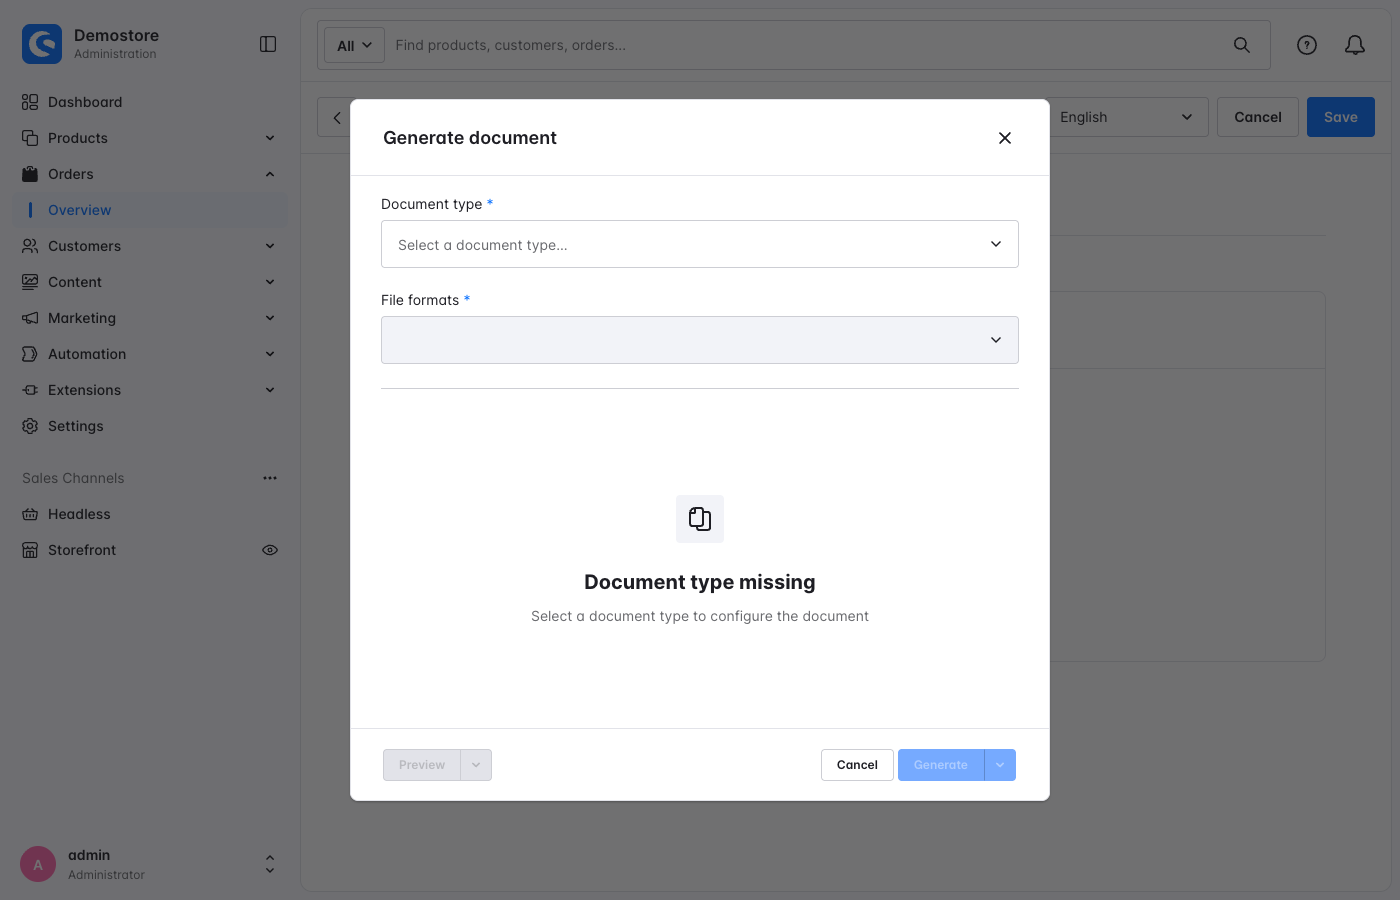 Demostore
Administration
All
Find products, customers, orders...
Dashboard
Products
Orders
Overview
Customers
Content
Marketing
Automation
Extensions
Settings
Sales Channels
Headless
Storefront
A
admin
Administrator
English
Cancel
Save
Generate document
Document type *
Select a document type...
File formats *
Document type missing
Select a document type to configure the document
Preview
Cancel
Generate